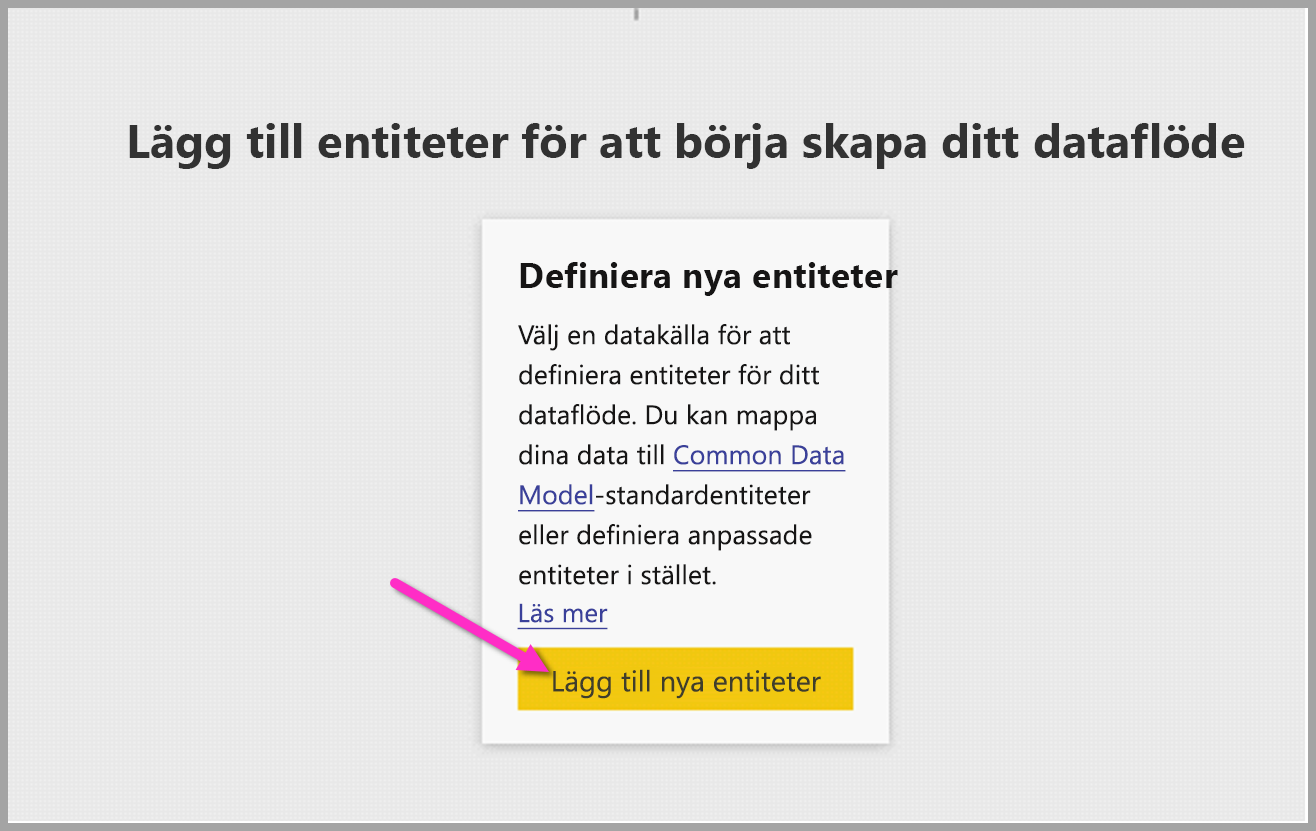 Lägg till entiteter för att börja skapa ditt dataflöde
Definiera nya entiteter
Välj en datakälla för att
definiera entiteter för ditt
dataflöde. Du kan mappa
dina data till Common Data
Model-standardentiteter
eller definiera anpassade
entiteter i stället.
Läs mer
Lägg till nya entiteter